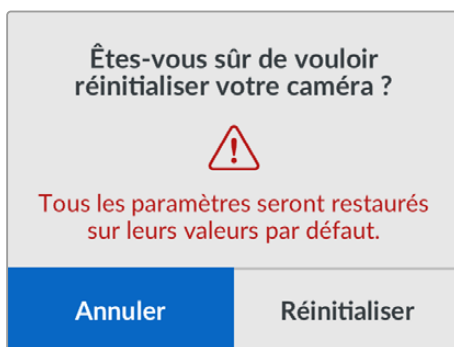 Êtes-vous sûr de vouloir
réinitialiser votre caméra ?
Tous les paramètres seront restaurés
sur leurs valeurs par défaut.
Annuler
Réinitialiser